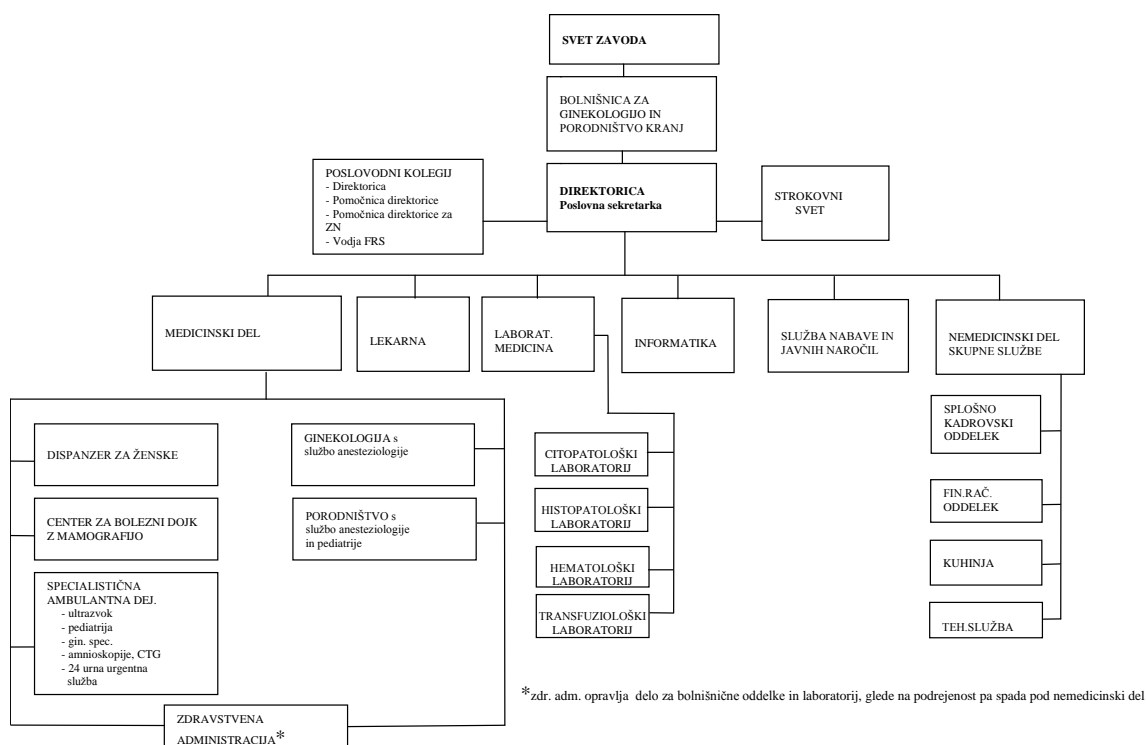 SVET ZAVODA
BOLNIŠNICA ZA
GINEKOLOGIJO IN
PORODNIŠTVO KRANJ
POSLOVODNI KOLEGIJ
- Direktorica
- Pomočnica direktorice
- Pomočnica direktorice za
ZN
- Vodja FRS
DIREKTORICA
Poslovna sekretarka
STROKOVNI
SVET
MEDICINSKI DEL
LEKARNA
LABORAT.
MEDICINA
INFORMATIKA
SLUŽBA NABAVE IN
JAVNIH NAROČIL
NEMEDICINSKI DEL
SKUPNE SLUŽBE
DISPANZER ZA ŽENSKE
CENTER ZA BOLEZNI DOJK
Z MAMOGRAFIJO
SPECIALISTIČNA
AMBULANTNA DEJ.
- ultrazvok
- pediatrija
- gin. spec.
- amnioskopije, CTG
- 24 urna urgentna
služba
GINEKOLOGIJA s
službo anesteziologije
PORODNIŠTVO s
službo anesteziologije
in pediatrije
CITOPATOLOŠKI
LABORATORIJ
HISTOPATOLOŠKI
LABORATORIJ
HEMATOLOŠKI
LABORATORIJ
TRANSFUZIOLOŠKI
LABORATORIJ
SPLOŠNO
KADROVSKI
ODDELEK
FIN.RAČ.
ODDELEK
KUHINJA
TEH.SLUŽBA
*zdr. adm. opravlja delo za bolnišnične oddelke in laboratorij, glede na podrejenost pa spada pod nemedicinski del
ZDRAVSTVENA
ADMINISTRACIJA*